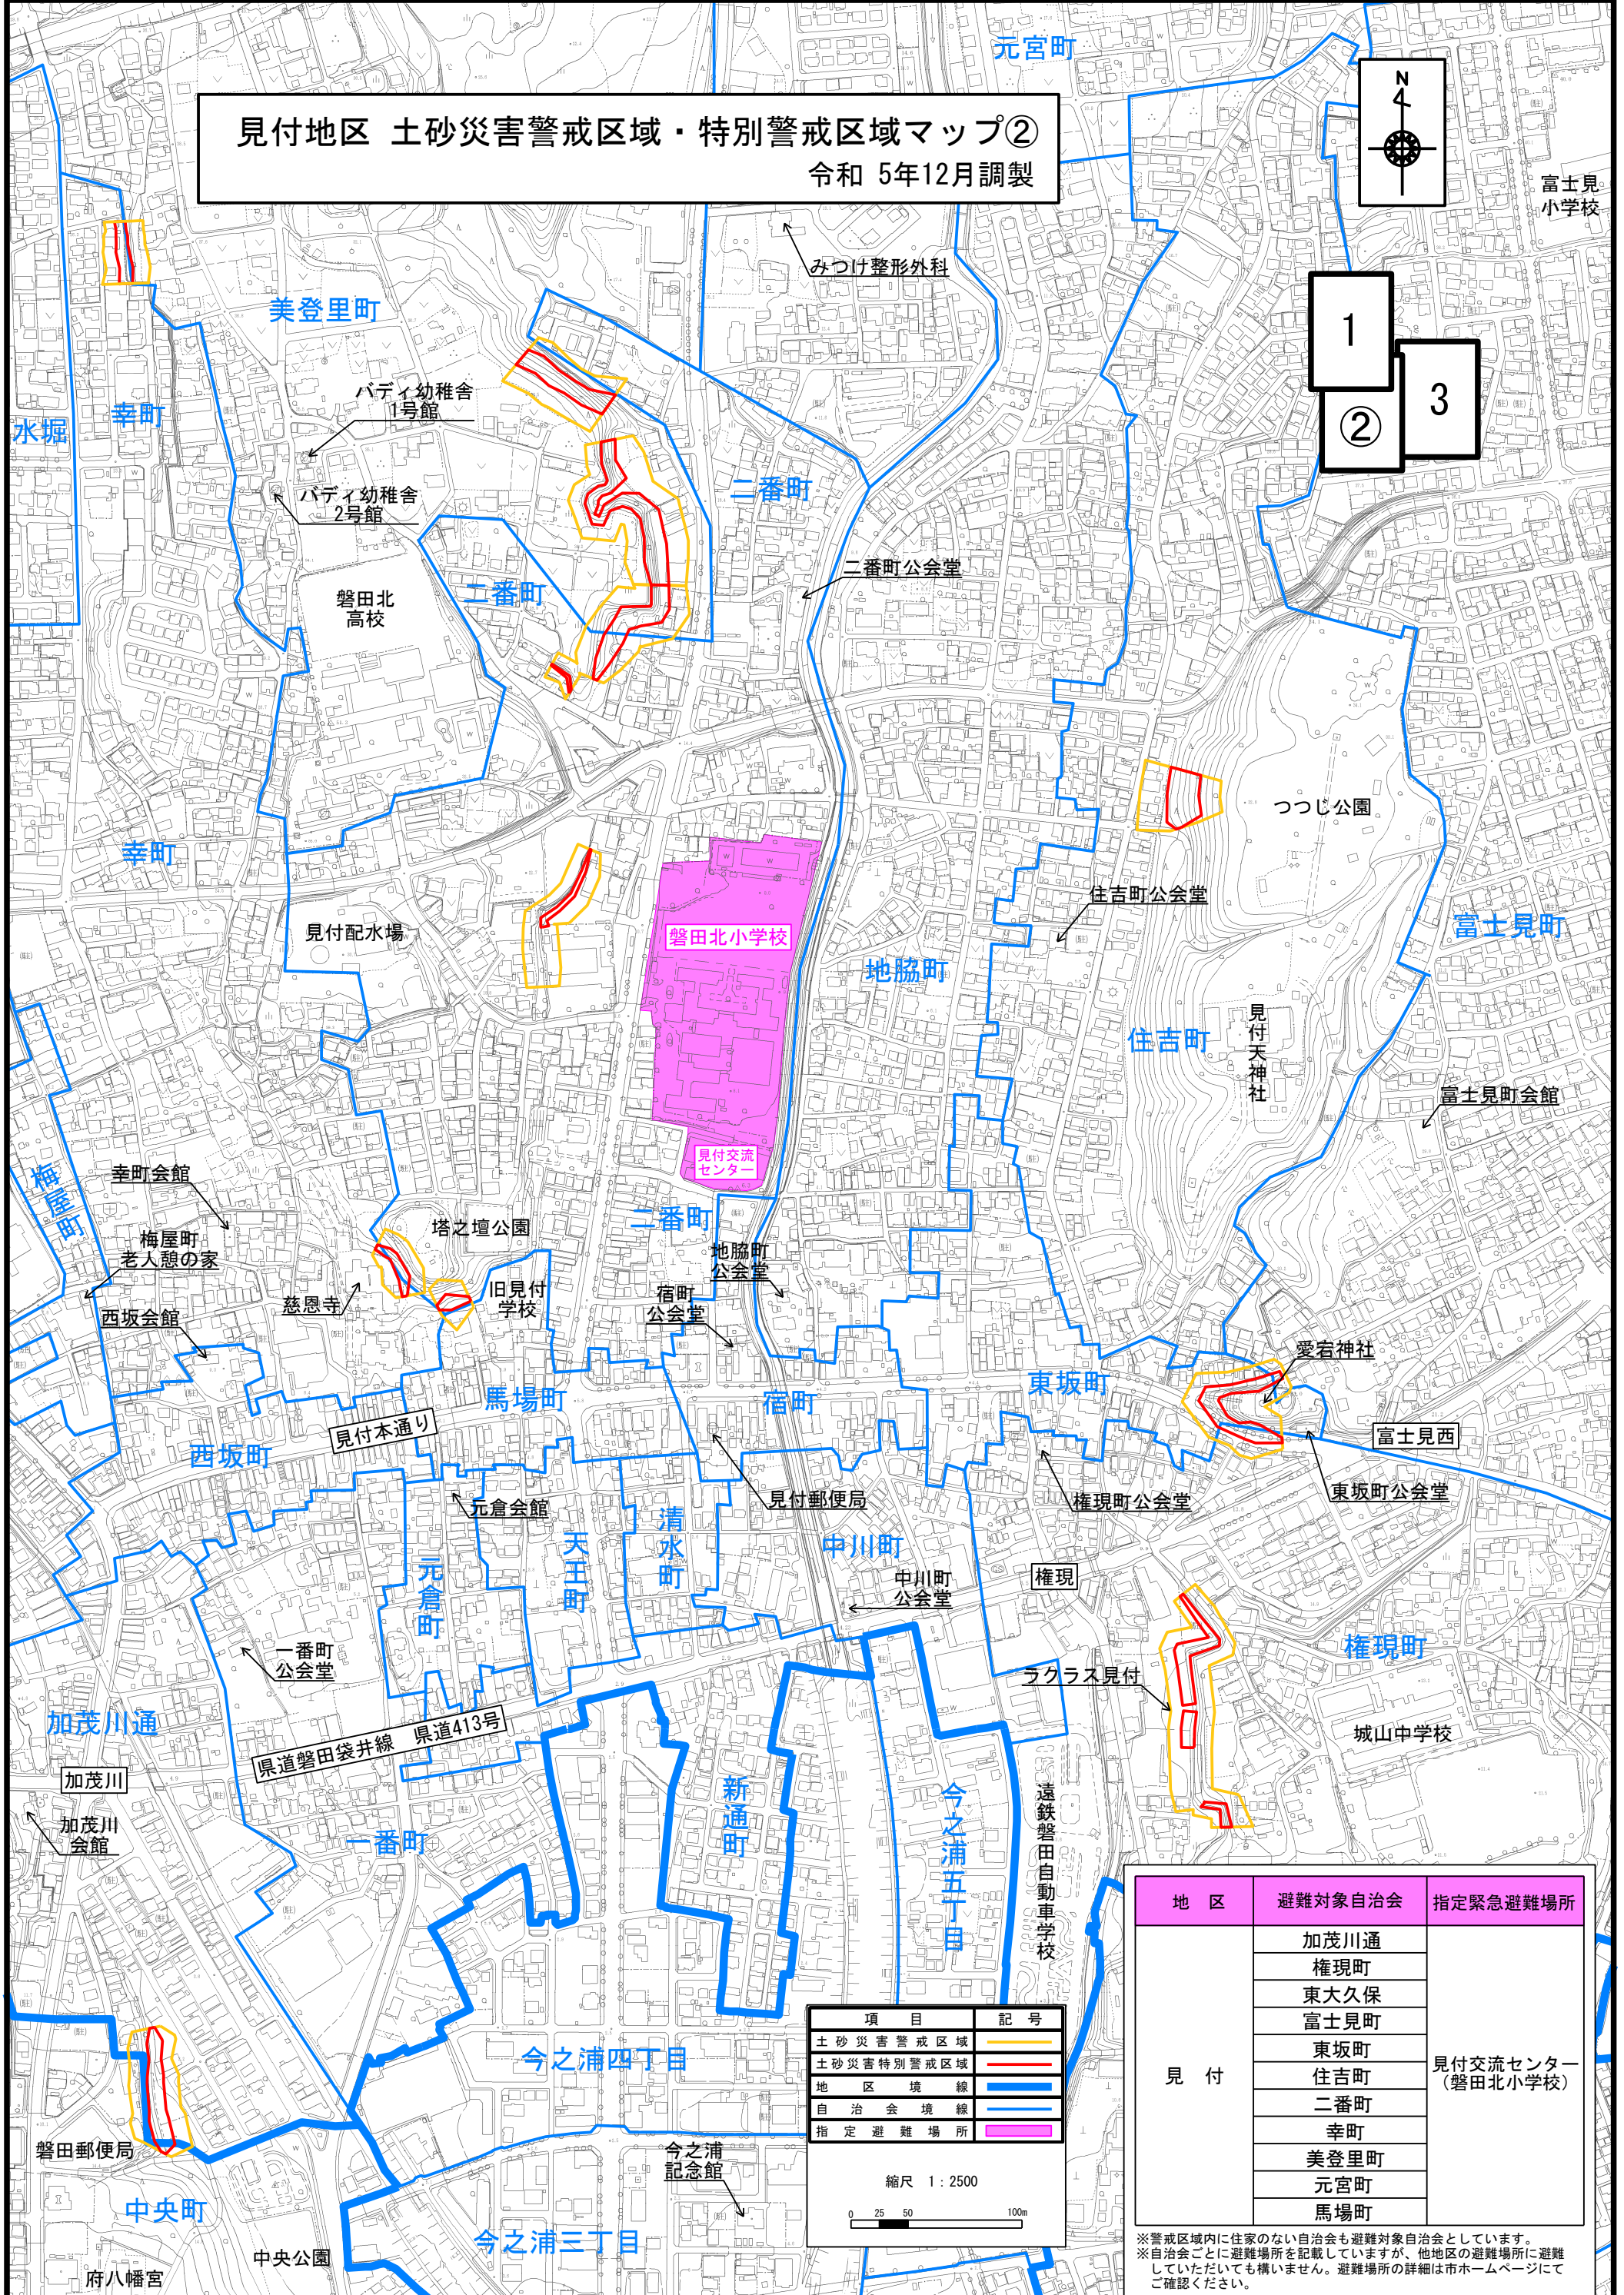 見付地区 土砂災害警戒区域・特別警戒区域マップ②
令和 5年12月調製
N
元宮町
富士見
小学校
みつけ整形外科
美登里町
1
3
②
バディ幼稚舎
1号館
水堀
幸町
バディ幼稚舎
2号館
二番町
二番町公会堂
二番町
磐田北
高校
つつじ公園
幸町
住吉町公会堂
富士見町
見付配水場
磐田北小学校
地脇町
住吉町
見付天神社
富士見町会館
見付交流
センター
梅屋町
幸町会館
塔之壇公園
二番町
梅屋町
老人憩の家
地脇町
公会堂
慈恩寺
旧見付
学校
宿町
公会堂
西坂会館
愛宕神社
東坂町
馬場町
宿町
見付本通り
富士見西
西坂町
東坂町公会堂
見付郵便局
権現町公会堂
元倉会館
清水町
天王町
中川町
元倉町
中川町
公会堂
権現
一番町
公会堂
権現町
ラクラス見付
加茂川通
県道磐田袋井線 県道413号
城山中学校
加茂川
新通町
今之浦五丁目
遠鉄磐田自動車学校
加茂川
会館
一番町
地 区 避難対象自治会 指定緊急避難場所
加茂川通
権現町
東大久保
富士見町
東坂町
見 付 住吉町 見付交流センター
(磐田北小学校)
二番町
幸町
美登里町
元宮町
馬場町
項 目 記 号
土砂災害警戒区域
土砂災害特別警戒区域
地区境線
自治会境線
指定避難場所
縮尺 1:2500
0 25 50 100m
今之浦四丁目
磐田郵便局
今之浦
記念館
中央町
今之浦三丁目
中央公園
府八幡宮
※警戒区域内に住家のない自治会も避難対象自治会としています。
※自治会ごとに避難場所を記載していますが、他地区の避難場所に避難
していただいても構いません。避難場所の詳細は市ホームページにて
ご確認ください。